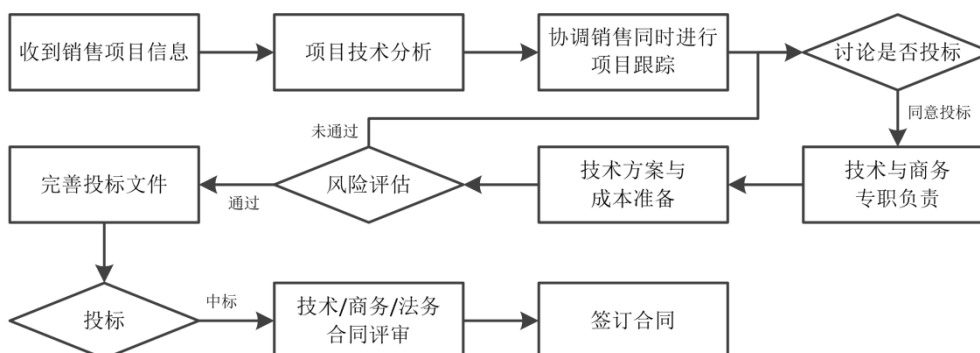 收到销售项目信息
项目技术分析
协调销售同时进行
项目跟踪
讨论是否投标
同意投标
未通过
完善投标文件
通过
风险评估
技术方案与
成本准备
技术与商务
专职负责
投标
中标
技术/商务/法务
合同评审
签订合同